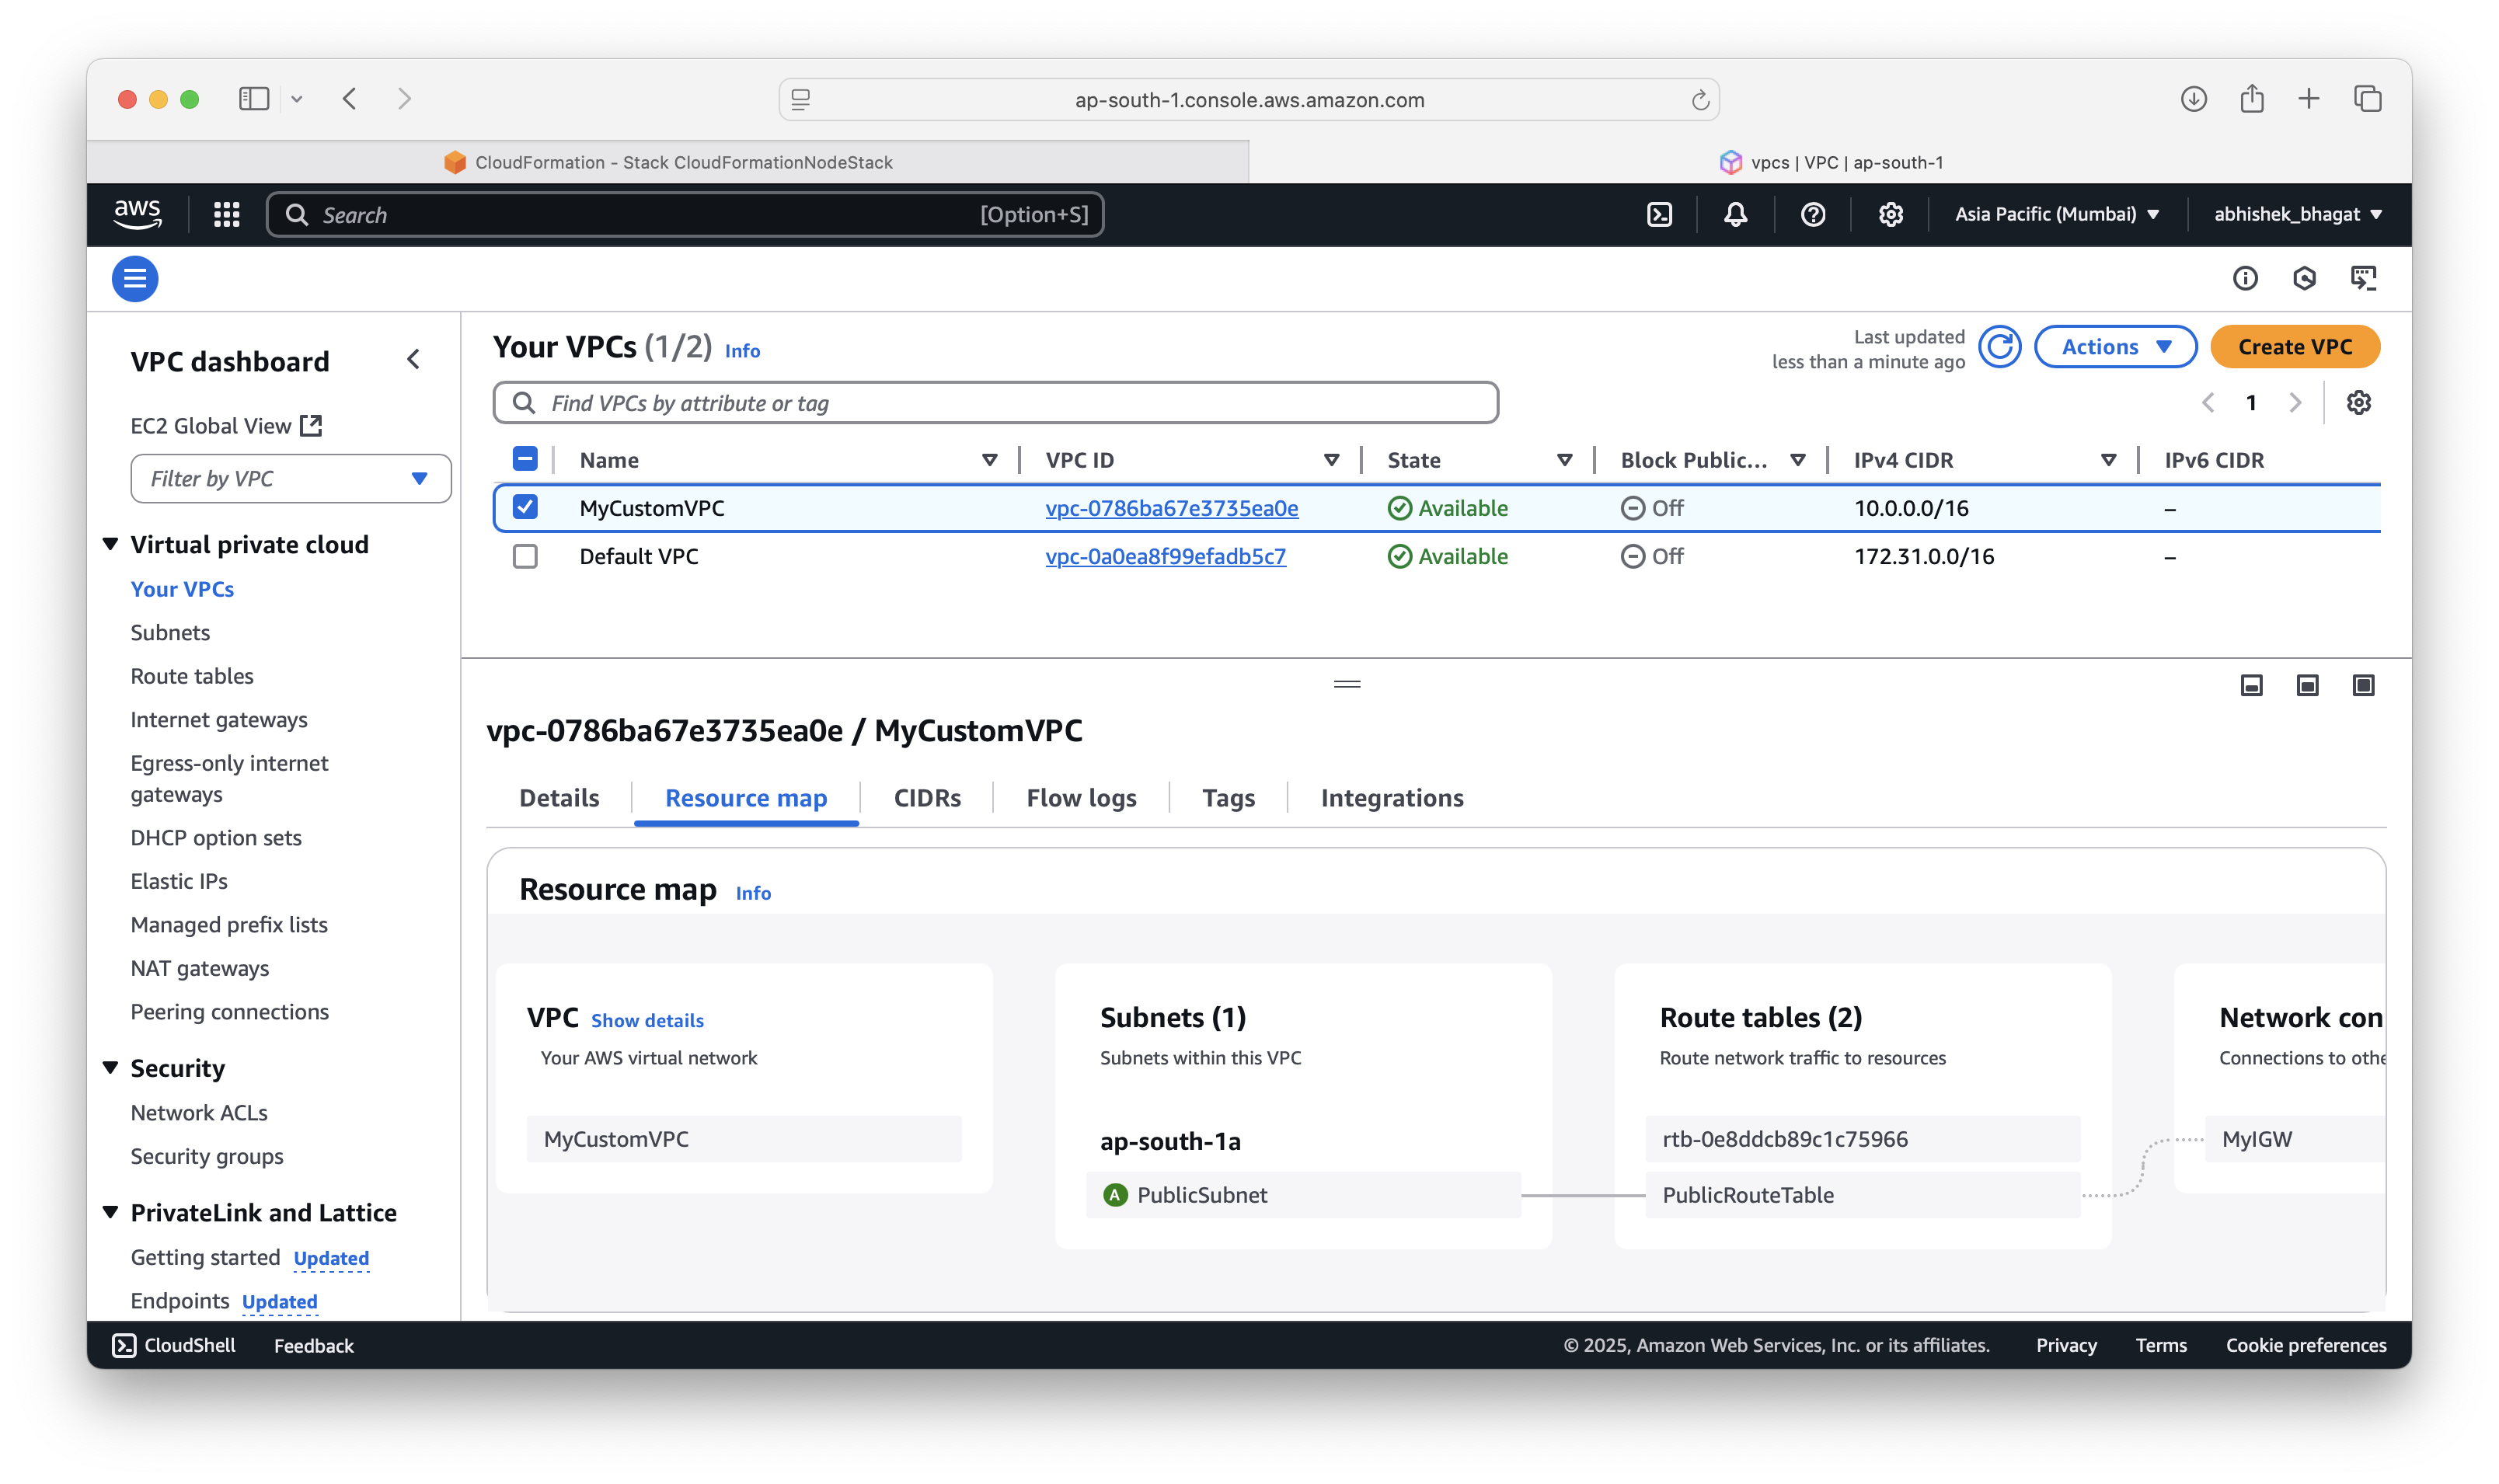 ap-south-1.console.aws.amazon.com
CloudFormation - Stack CloudFormationNodeStack
vpcs | VPC | ap-south-1
aws
Search
[Option+S]
Asia Pacific (Mumbai)
abhishek_bhagat
VPC dashboard
EC2 Global View
Filter by VPC
Virtual private cloud
Your VPCs
Subnets
Route tables
Internet gateways
Egress-only internet
gateways
DHCP option sets
Elastic IPs
Managed prefix lists
NAT gateways
Peering connections
Security
Network ACLs
Security groups
PrivateLink and Lattice
Getting started Updated
Endpoints Updated
Your VPCs (1/2) Info
Last updated
less than a minute ago
Actions
Create VPC
Find VPCs by attribute or tag
1
Name VPC ID State Block Public... IPv4 CIDR IPv6 CIDR
MyCustomVPC vpc-0786ba67e3735ea0e Available Off 10.0.0.0/16 –
Default VPC vpc-0a0ea8f99efadb5c7 Available Off 172.31.0.0/16 –
vpc-0786ba67e3735ea0e / MyCustomVPC
Details Resource map CIDRs Flow logs Tags Integrations
Resource map Info
VPC Show details
Your AWS virtual network
MyCustomVPC
Subnets (1)
Subnets within this VPC
ap-south-1a
A PublicSubnet
Route tables (2)
Route network traffic to resources
rtb-0e8ddcb89c1c75966
PublicRouteTable
Network con
Connections to othe
MyIGW
CloudShell Feedback
© 2025, Amazon Web Services, Inc. or its affiliates. Privacy Terms Cookie preferences